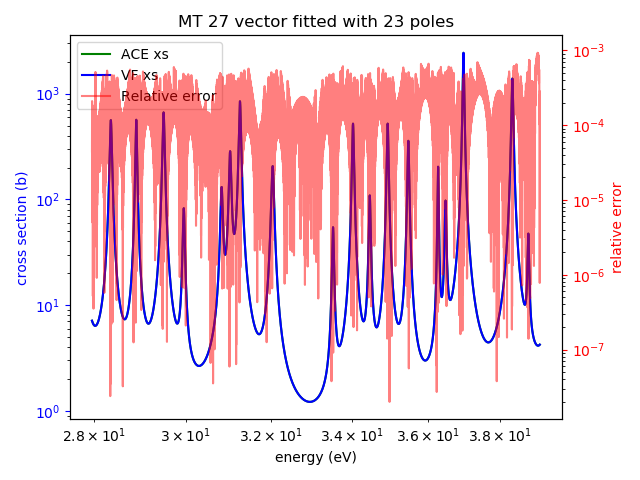 MT 27 vector fitted with 23 poles
ACE xs
VF xs
Relative error
cross section (b)
10³
10²
10¹
10⁰
10⁻³
10⁻⁴
10⁻⁵
10⁻⁶
10⁻⁷
relative error
2.8 × 10¹ 3 × 10¹ 3.2 × 10¹ 3.4 × 10¹ 3.6 × 10¹ 3.8 × 10¹
energy (eV)